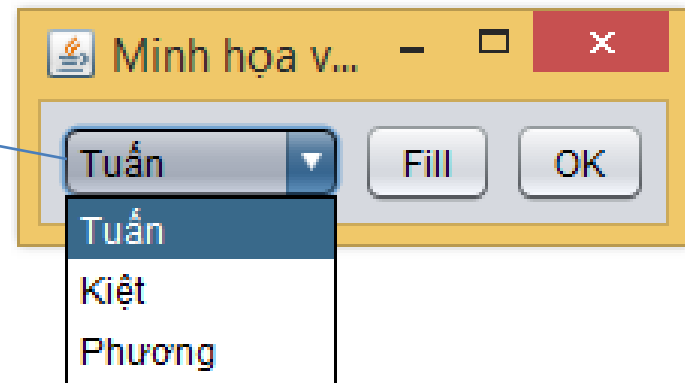 Minh họa v...
Tuấn Fill OK
Tuấn
Kiệt
Phương